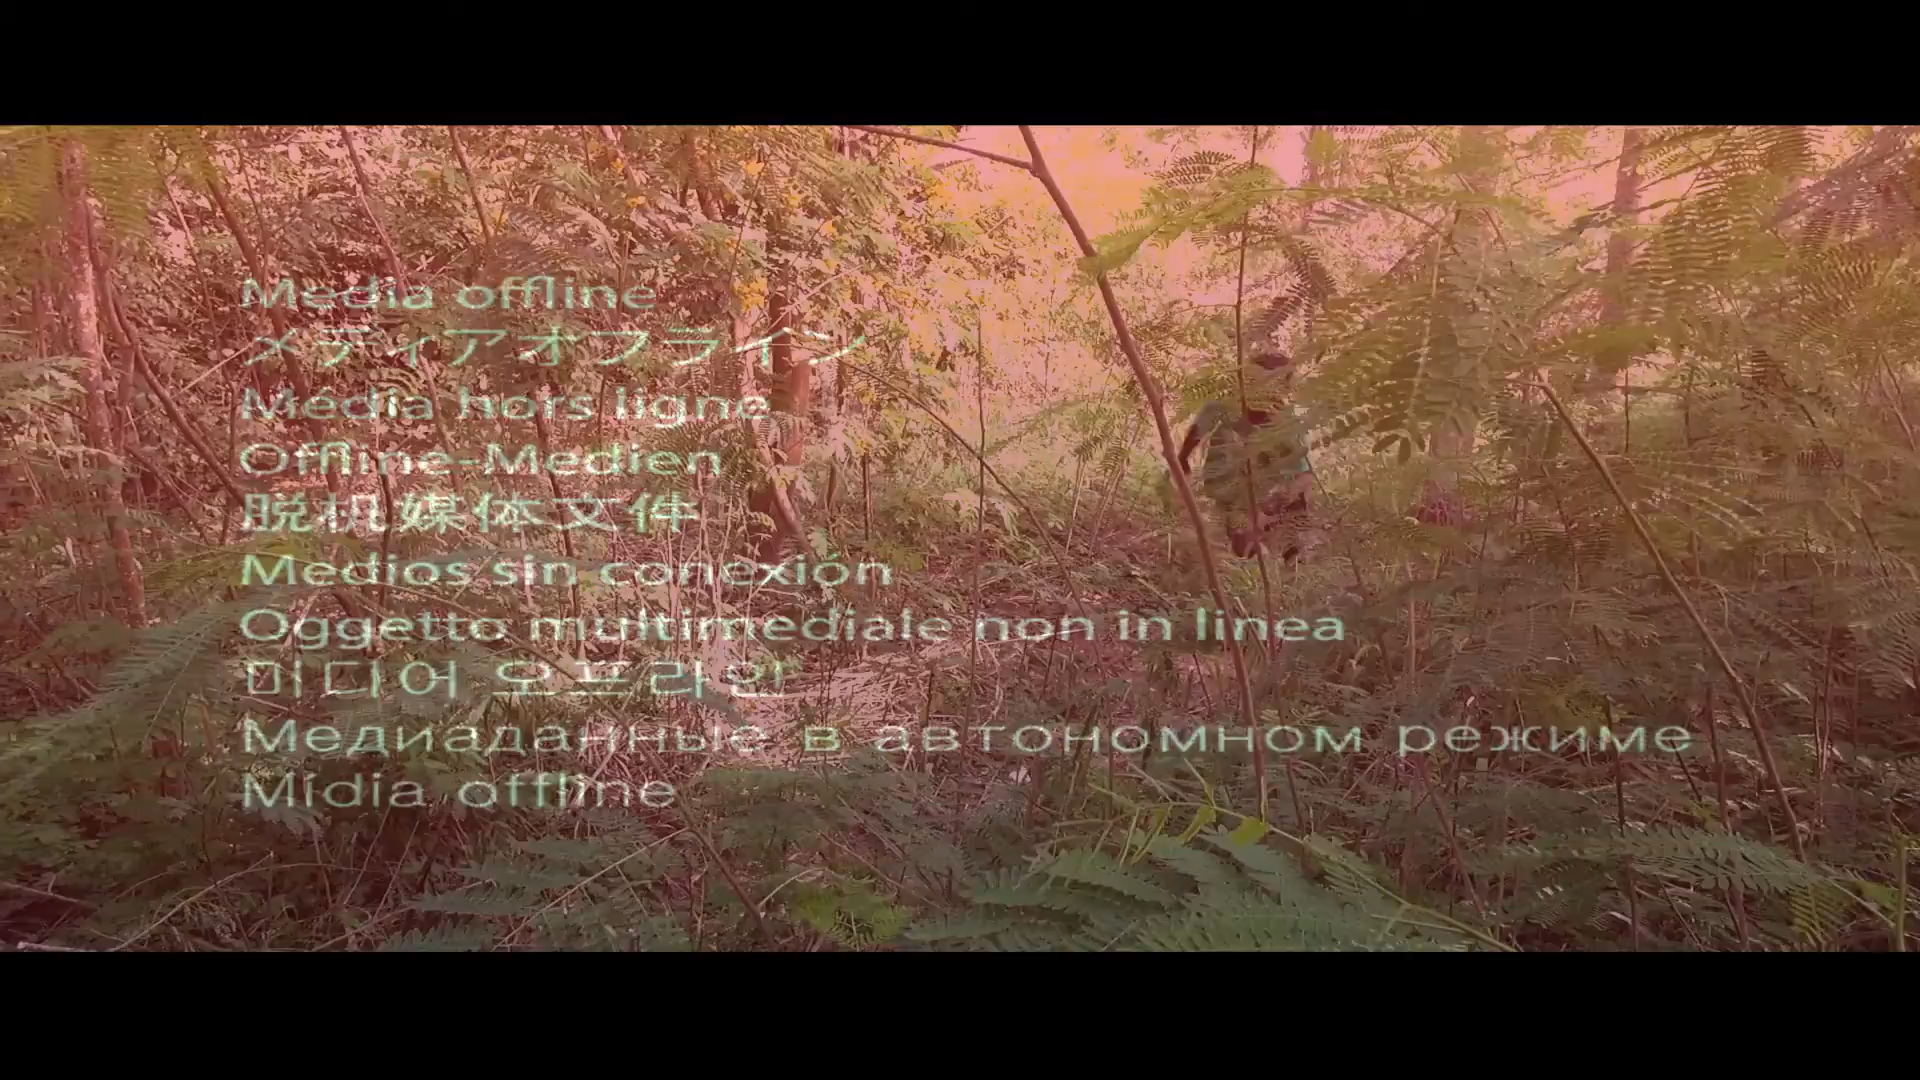 Media offline
メディアオフライン
Média hors ligne
Offline-Medien
脱机媒体文件
Medios sin conexión
Oggetto multimediale non in linea
미디어 오프라인
Медиаданные в автономном режиме
Mídia offline